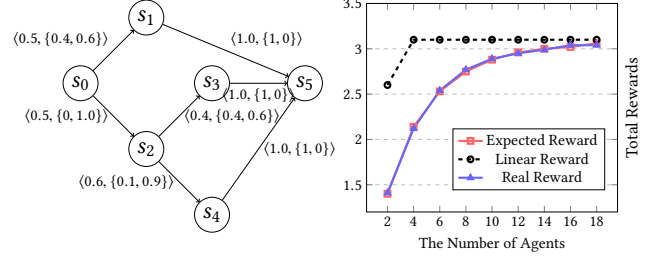 s1
⟨0.5, {0.4, 0.6}⟩
⟨1.0, {1, 0}⟩
s0
s3
s5
⟨1.0, {1, 0}⟩
⟨0.5, {0, 1.0}⟩
⟨0.4, {0.4, 0.6}⟩
s2
⟨1.0, {1, 0}⟩
⟨0.6, {0.1, 0.9}⟩
s4
3.5
3
2.5
2
1.5
Total Rewards
Expected Reward
Linear Reward
Real Reward
2 4 6 8 10 12 14 16 18
The Number of Agents